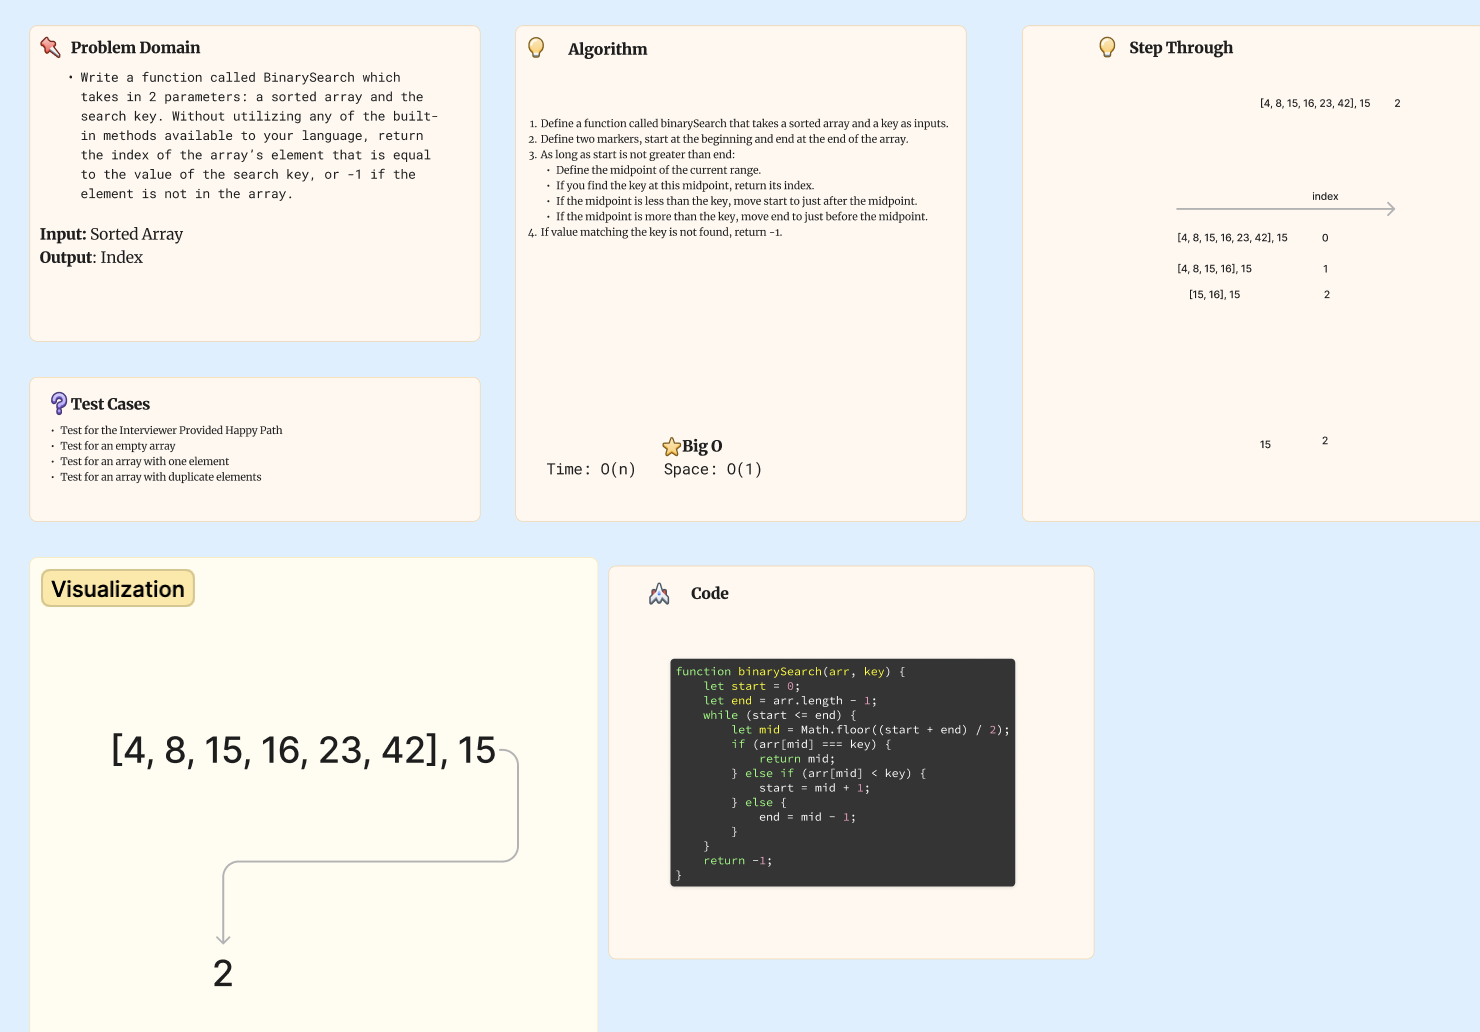 Problem Domain
• Write a function called BinarySearch which
takes in 2 parameters: a sorted array and the
search key. Without utilizing any of the built-
in methods available to your language, return
the index of the array’s element that is equal
to the value of the search key, or -1 if the
element is not in the array.
Input: Sorted Array
Output: Index
Test Cases
• Test for the Interviewer Provided Happy Path
• Test for an empty array
• Test for an array with one element
• Test for an array with duplicate elements
Algorithm
1. Define a function called binarySearch that takes a sorted array and a key as inputs.
2. Define two markers, start at the beginning and end at the end of the array.
3. As long as start is not greater than end:
• Define the midpoint of the current range.
• If you find the key at this midpoint, return its index.
• If the midpoint is less than the key, move start to just after the midpoint.
• If the midpoint is more than the key, move end to just before the midpoint.
4. If value matching the key is not found, return -1.
Big O
Time: O(n) Space: O(1)
Step Through
[4, 8, 15, 16, 23, 42], 15 2
index
[4, 8, 15, 16, 23, 42], 15 0
[4, 8, 15, 16], 15 1
[15, 16], 15 2
15 2
Visualization
[4, 8, 15, 16, 23, 42], 15
2
Code
function binarySearch(arr, key) {
    let start = 0;
    let end = arr.length - 1;
    while (start <= end) {
        let mid = Math.floor((start + end) / 2);
        if (arr[mid] === key) {
            return mid;
        } else if (arr[mid] < key) {
            start = mid + 1;
        } else {
            end = mid - 1;
        }
    }
    return -1;
}